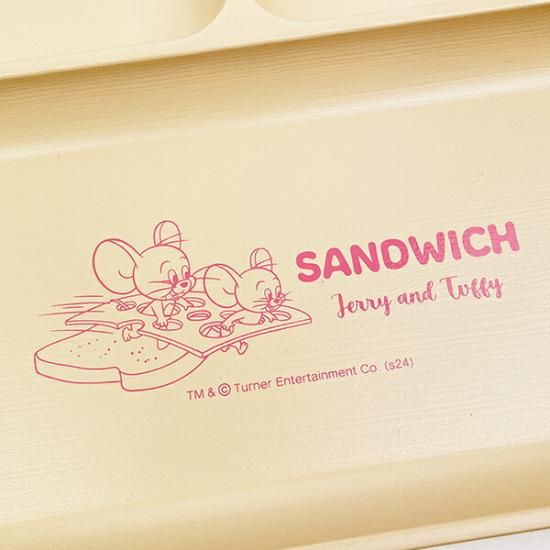 SANDWICH
Jerry and Tuffy
TM & © Turner Entertainment Co. (s24)